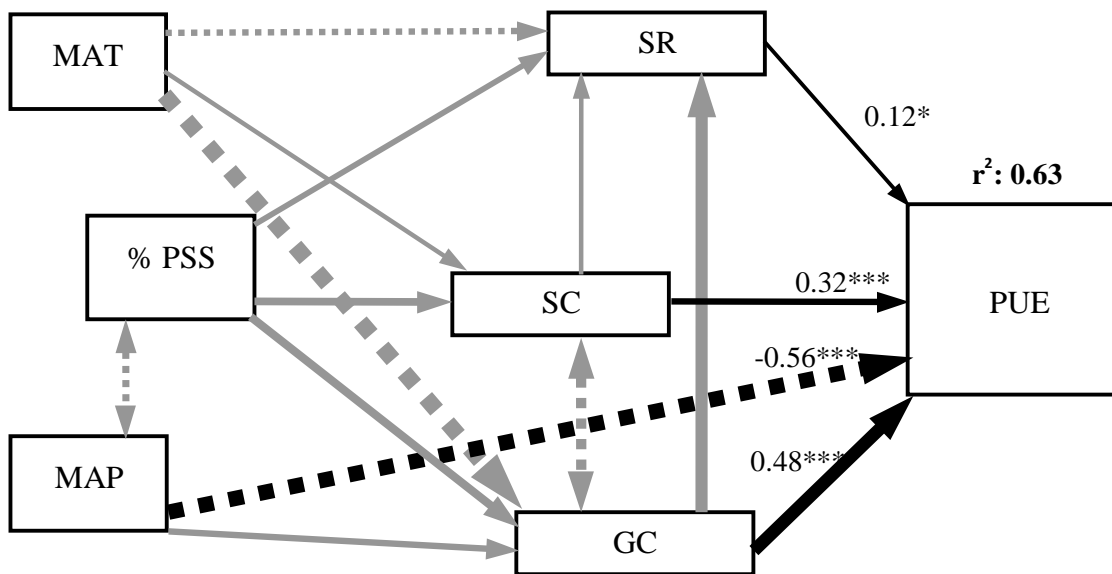 MAT
SR
0.12*
r²: 0.63
% PSS
SC
0.32***
PUE
-0.56***
MAP
0.48***
GC